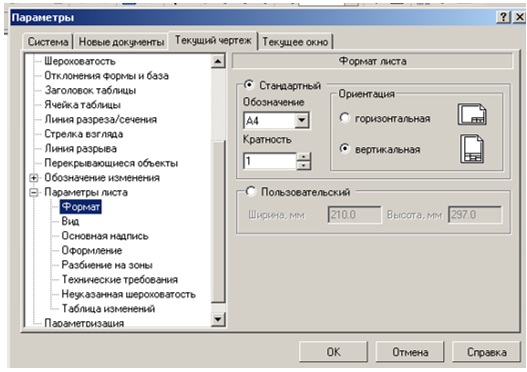 Параметры
Система Новые документы Текущий чертеж Текущее окно
Шероховатость
Отклонения формы и база
Заголовок таблицы
Ячейка таблицы
Линия разреза/сечения
Стрелка взгляда
Линия разрыва
Перекрывающиеся объекты
Обозначение изменения
Параметры листа
Формат
Вид
Основная надпись
Оформление
Разбиение на зоны
Технические требования
Неуказанная шероховатость
Таблица изменений
Параметризация
Формат листа
Стандартный
Обозначение
A4
Кратность
1
Ориентация
горизонтальная
вертикальная
Пользовательский
Ширина, мм 210.0 Высота, мм 297.0
OK Отмена Справка